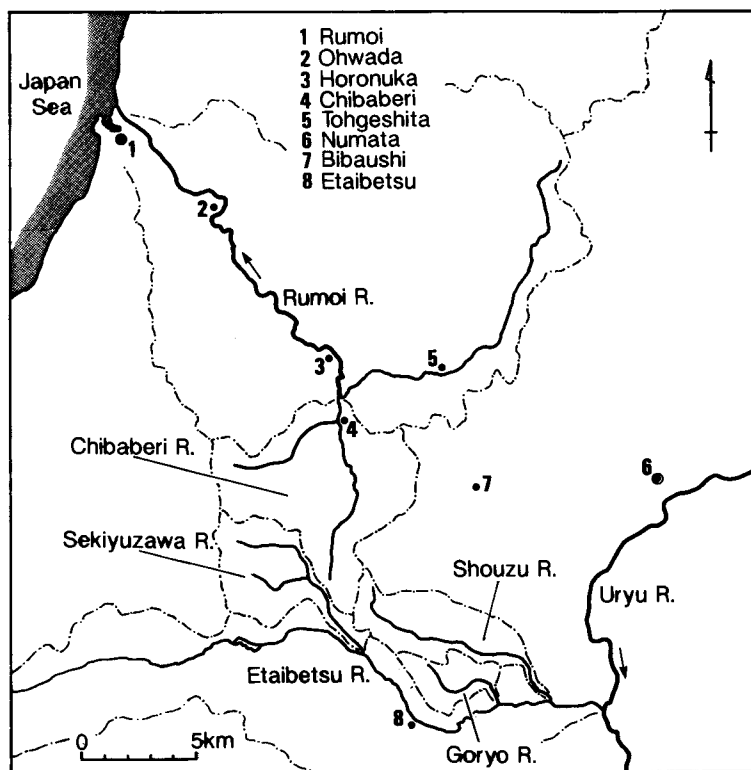 Japan
Sea
1 Rumoi
2 Ohwada
3 Horonuka
4 Chibaberi
5 Tohgeshita
6 Numata
7 Bibaushi
8 Etaibetsu
1
2
Rumoi R.
3
5
4
Chibaberi R.
6
7
Sekiyuzawa R.
Shouzu R.
Uryu R.
Etaibetsu R.
8
Goryo R.
0 5km